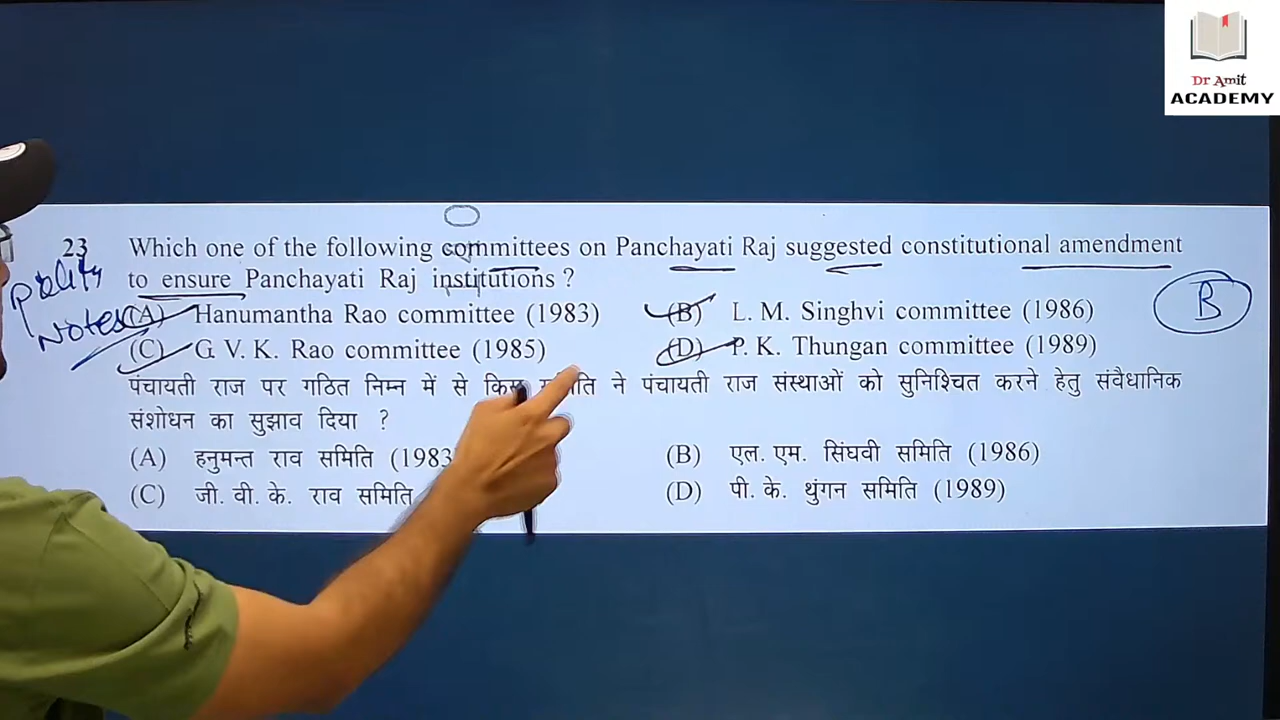 Dr Amit
ACADEMY
23 Which one of the following committees on Panchayati Raj suggested constitutional amendment
to ensure Panchayati Raj institutions ?
Polity
Notes
(A) Hanumantha Rao committee (1983) (B) L. M. Singhvi committee (1986)
B
(C) G. V. K. Rao committee (1985) (D) P. K. Thungan committee (1989)
पंचायती राज पर गठित निम्न में से ने पंचायती राज संस्थाओं को सुनिश्चित करने हेतु संवैधानिक
संशोधन का सुझाव दिया ?
(A) हनुमन्त राव समिति (1983 (B) एल. एम. सिंघवी समिति (1986)
(C) जी. वी. के. राव समिति (D) पी. के. थुंगन समिति (1989)